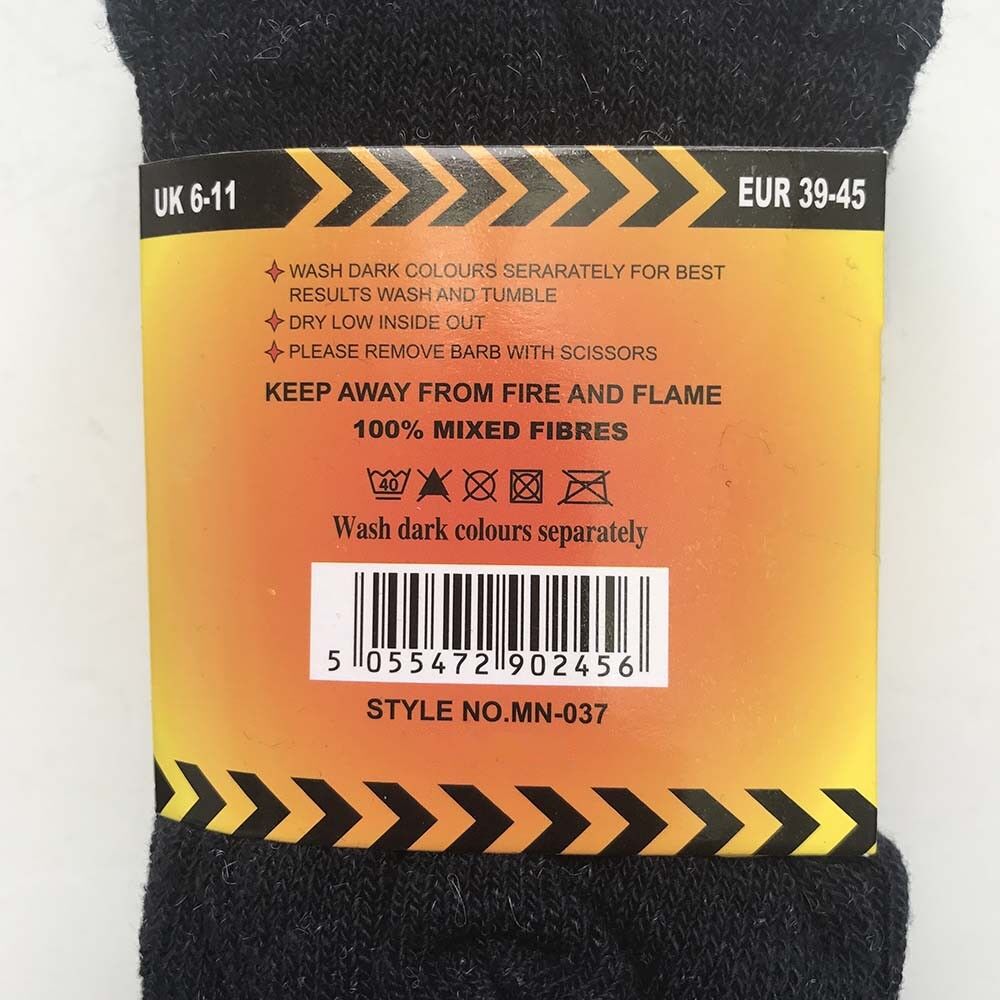 UK 6-11
EUR 39-45
WASH DARK COLOURS SERARATELY FOR BEST
RESULTS WASH AND TUMBLE
DRY LOW INSIDE OUT
PLEASE REMOVE BARB WITH SCISSORS
KEEP AWAY FROM FIRE AND FLAME
100% MIXED FIBRES
40
Wash dark colours separately
5 055472 902456
STYLE NO.MN-037